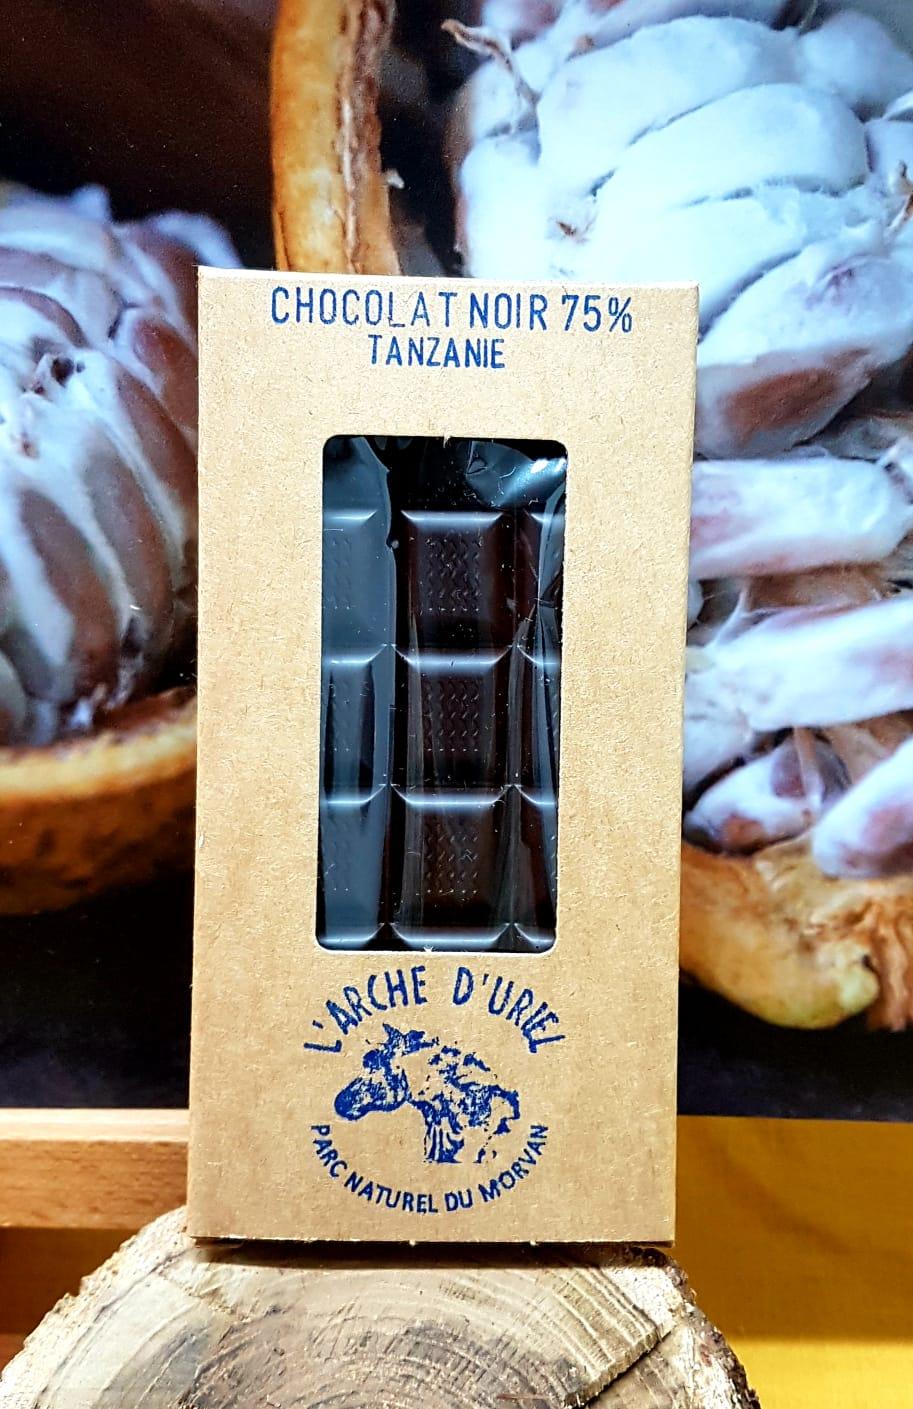 CHOCOLAT NOIR 75%
TANZANIE
L'ARCHE D'URIEL
PARC NATUREL DU MORVAN